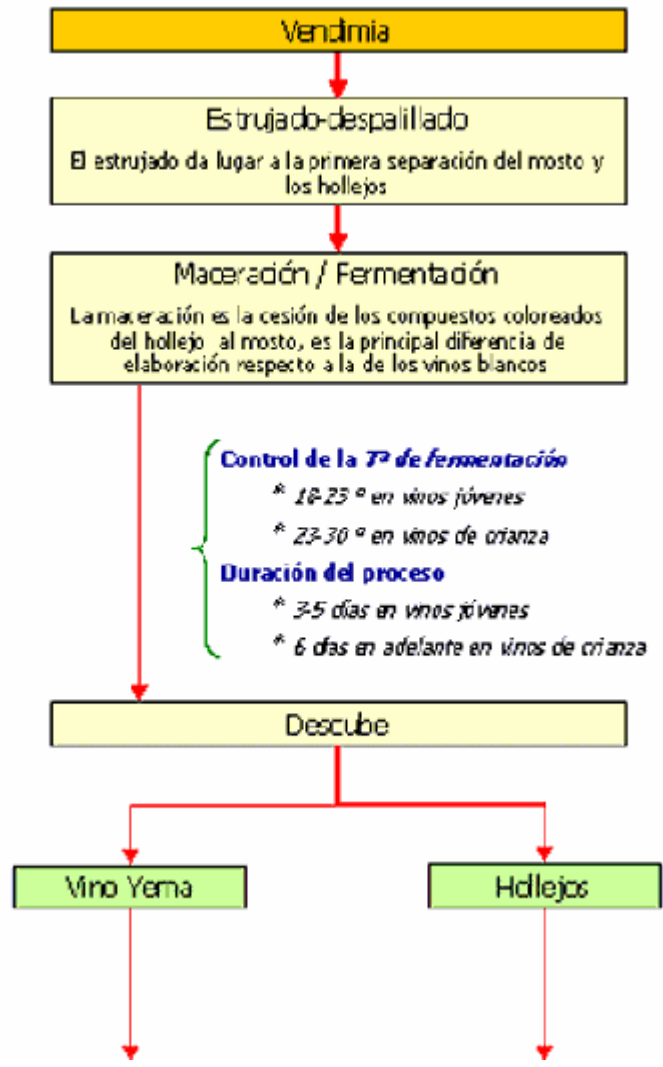 Vendimia
Estrujado-despalillado
El estrujado da lugar a la primera separación del mosto y
los hollejos
Maceración / Fermentación
La maceración es la cesión de los compuestos coloreados
del hollejo al mosto, es la principal diferencia de
elaboración respecto a la de los vinos blancos
Control de la Tª de fermentación
* 18-23 º en vinos jóvenes
* 23-30 º en vinos de crianza
Duración del proceso
* 3-5 días en vinos jóvenes
* 6 días en adelante en vinos de crianza
Descube
Vino Yema
Hollejos